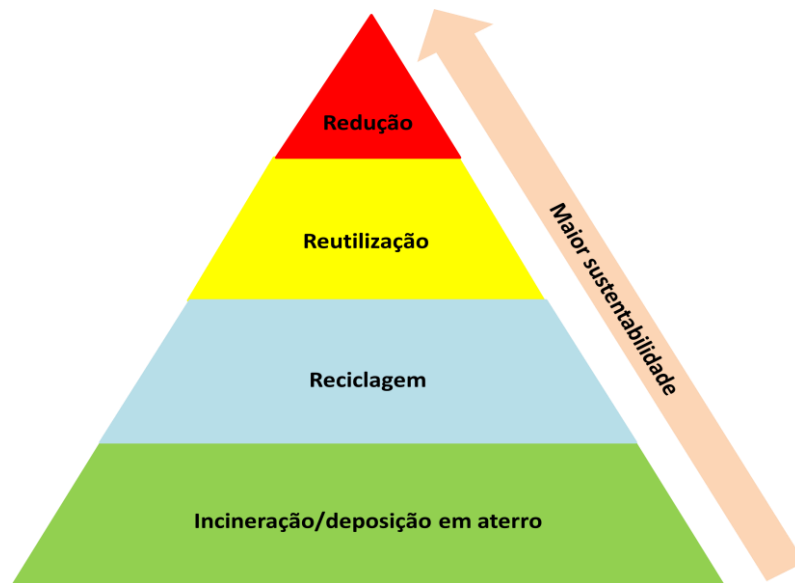 Redução
Reutilização
Reciclagem
Incineração/deposição em aterro
Maior sustentabilidade